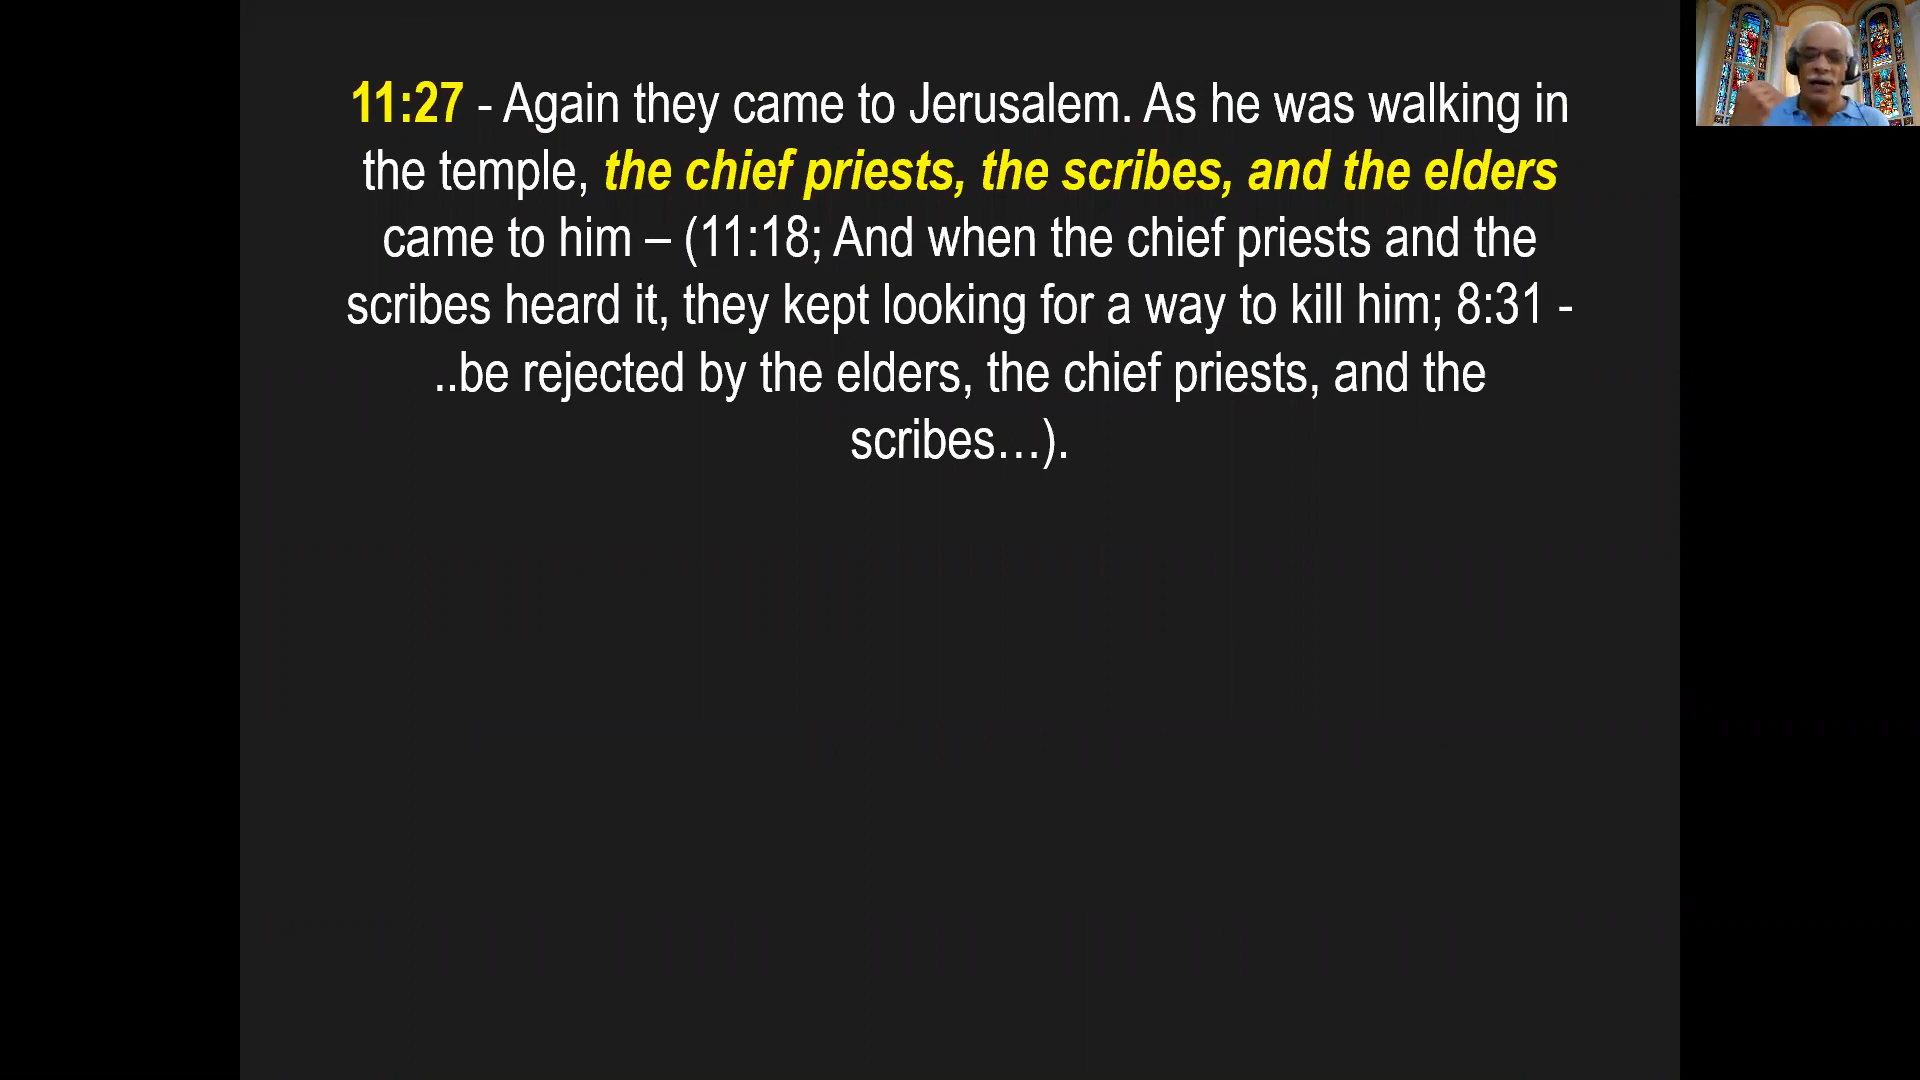 11:27 - Again they came to Jerusalem. As he was walking in
the temple, the chief priests, the scribes, and the elders
came to him – (11:18; And when the chief priests and the
scribes heard it, they kept looking for a way to kill him; 8:31 -
..be rejected by the elders, the chief priests, and the
scribes…).